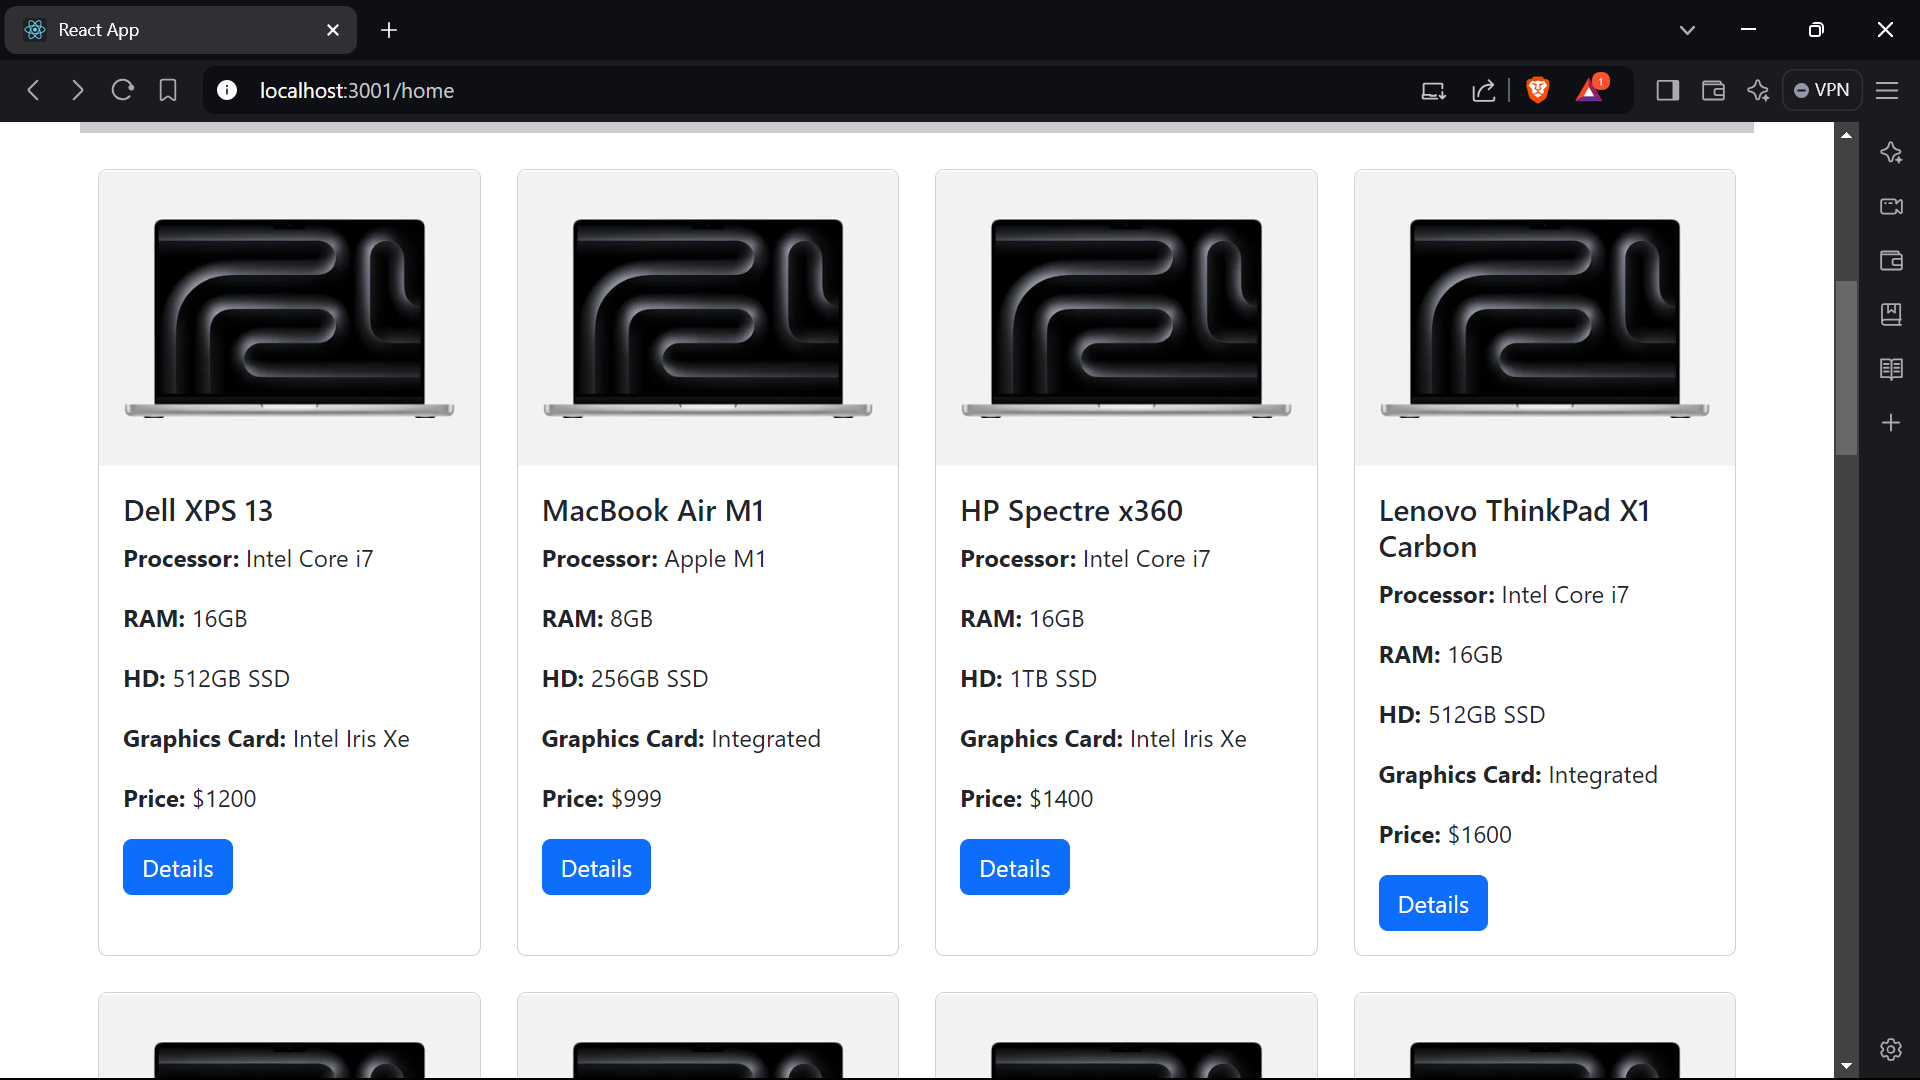 React App
localhost:3001/home
1
VPN
Dell XPS 13
Processor: Intel Core i7
RAM: 16GB
HD: 512GB SSD
Graphics Card: Intel Iris Xe
Price: $1200
Details
MacBook Air M1
Processor: Apple M1
RAM: 8GB
HD: 256GB SSD
Graphics Card: Integrated
Price: $999
Details
HP Spectre x360
Processor: Intel Core i7
RAM: 16GB
HD: 1TB SSD
Graphics Card: Intel Iris Xe
Price: $1400
Details
Lenovo ThinkPad X1
Carbon
Processor: Intel Core i7
RAM: 16GB
HD: 512GB SSD
Graphics Card: Integrated
Price: $1600
Details